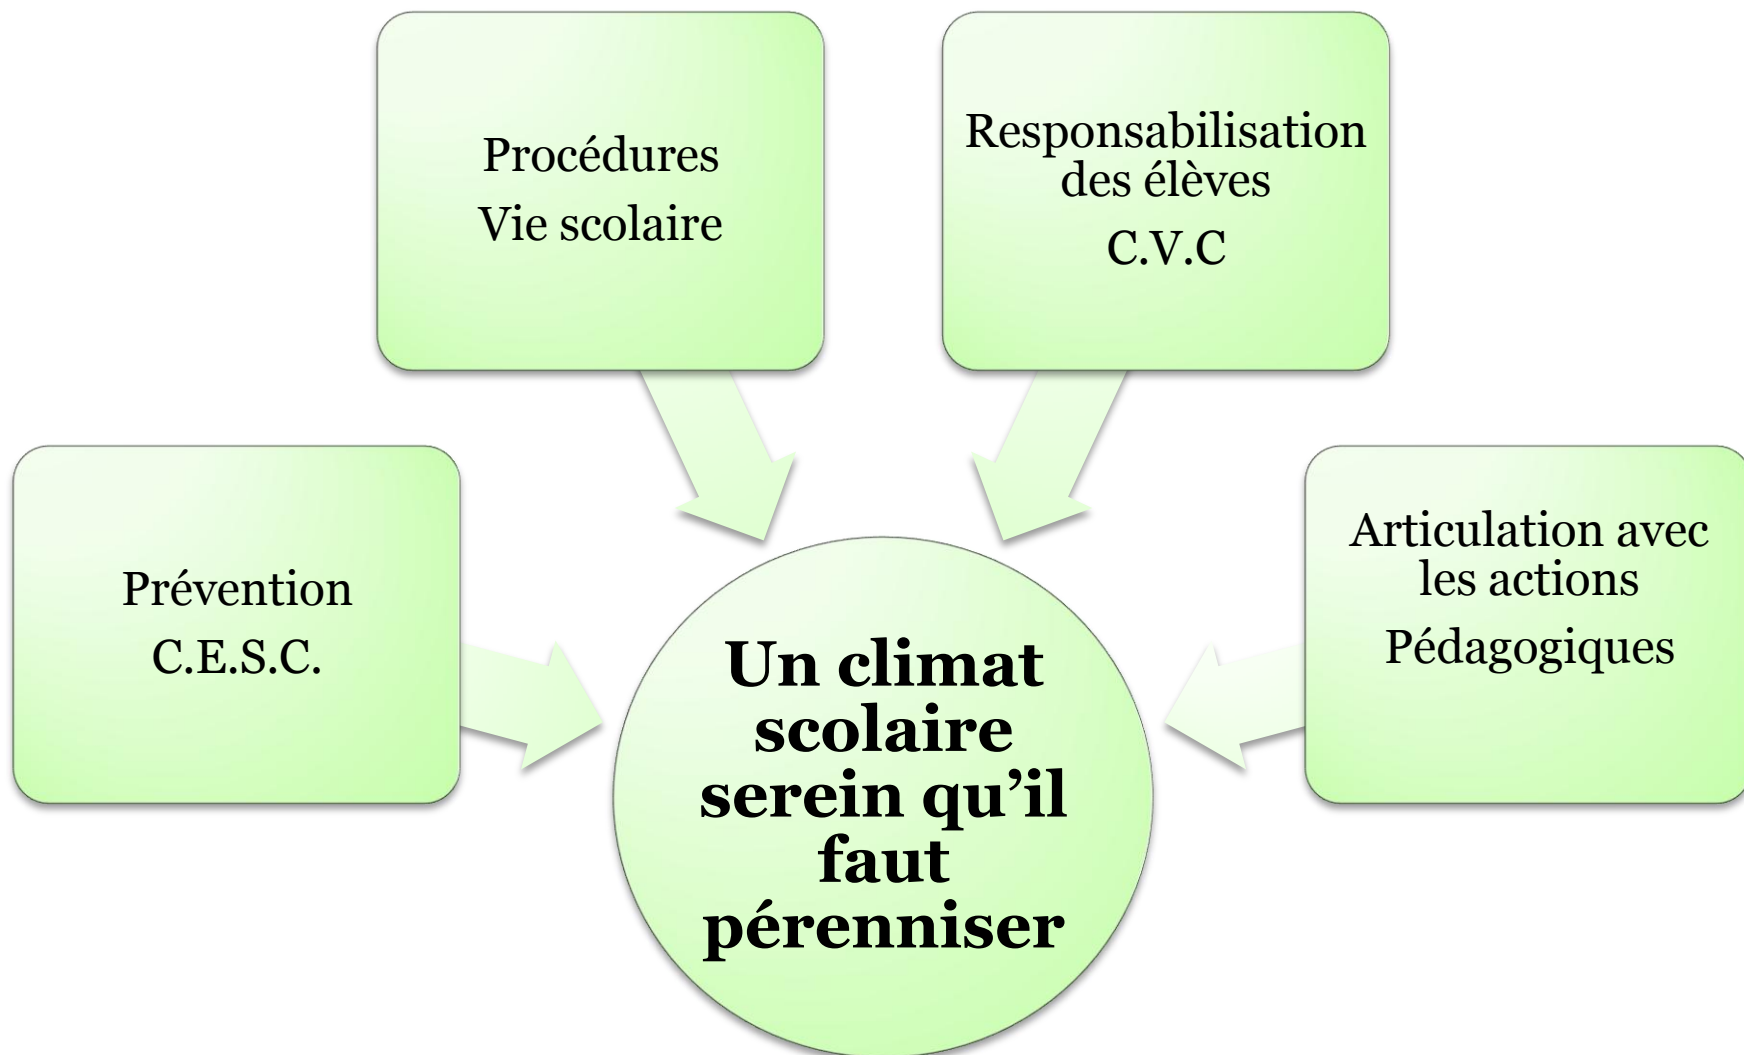 Procédures
Vie scolaire
Responsabilisation
des élèves
C.V.C
Prévention
C.E.S.C.
Articulation avec
les actions
Pédagogiques
Un climat
scolaire
serein qu’il
faut
pérenniser